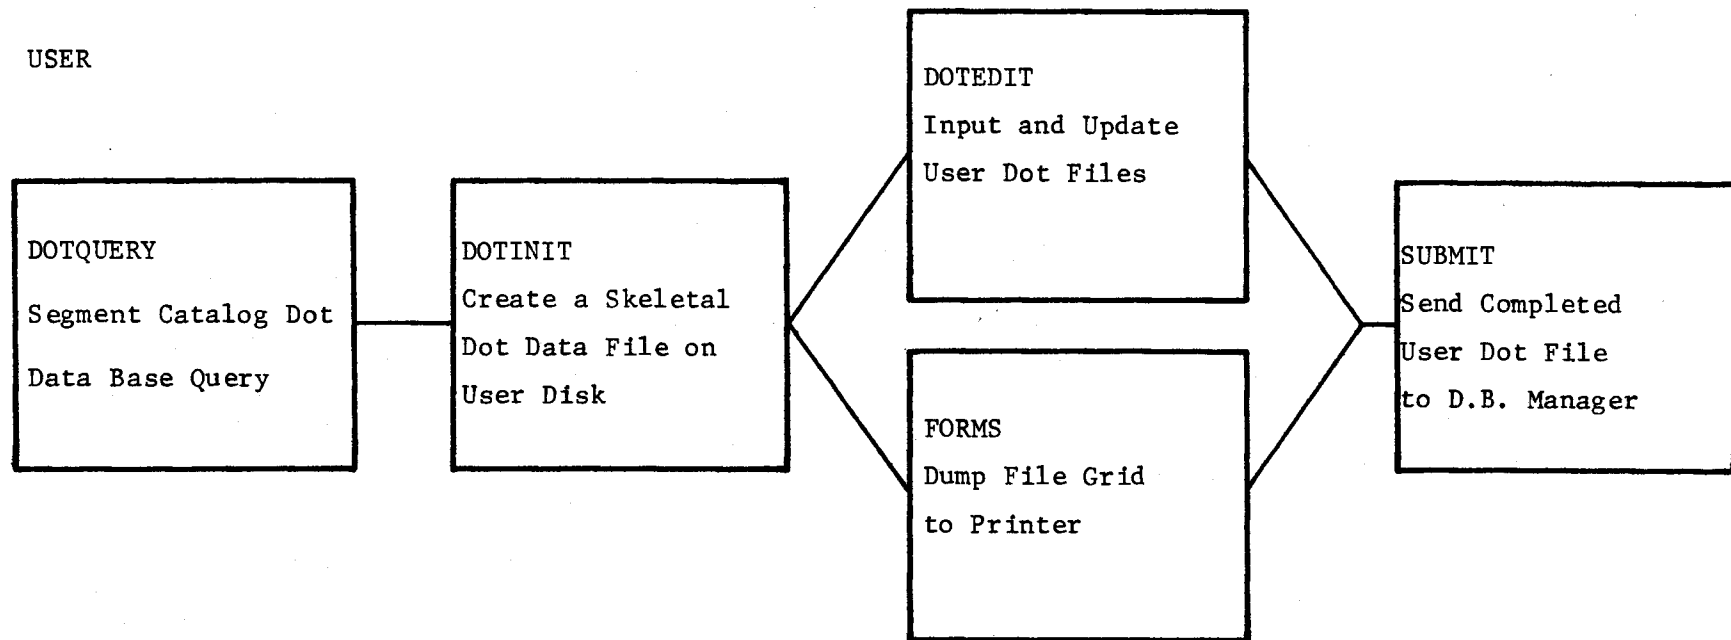 USER
DOTQUERY
Segment Catalog Dot
Data Base Query
DOTINIT
Create a Skeletal
Dot Data File on
User Disk
DOTEDIT
Input and Update
User Dot Files
FORMS
Dump File Grid
to Printer
SUBMIT
Send Completed
User Dot File
to D.B. Manager